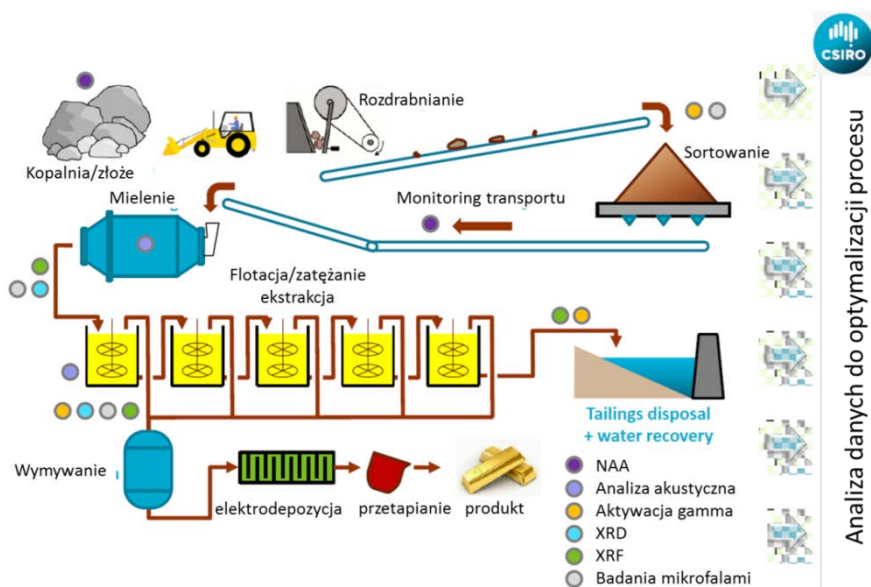 CSIRO
Rozdrabnianie
Kopalnia/złoże
Sortowanie
Mielenie
Monitoring transportu
Flotacja/zatężanie
ekstrakcja
Tailings disposal
+ water recovery
Wymywanie
elektrodepozycja
przetapianie
produkt
NAA
Analiza akustyczna
Aktywacja gamma
XRD
XRF
Badania mikrofalami
Analiza danych do optymalizacji procesu